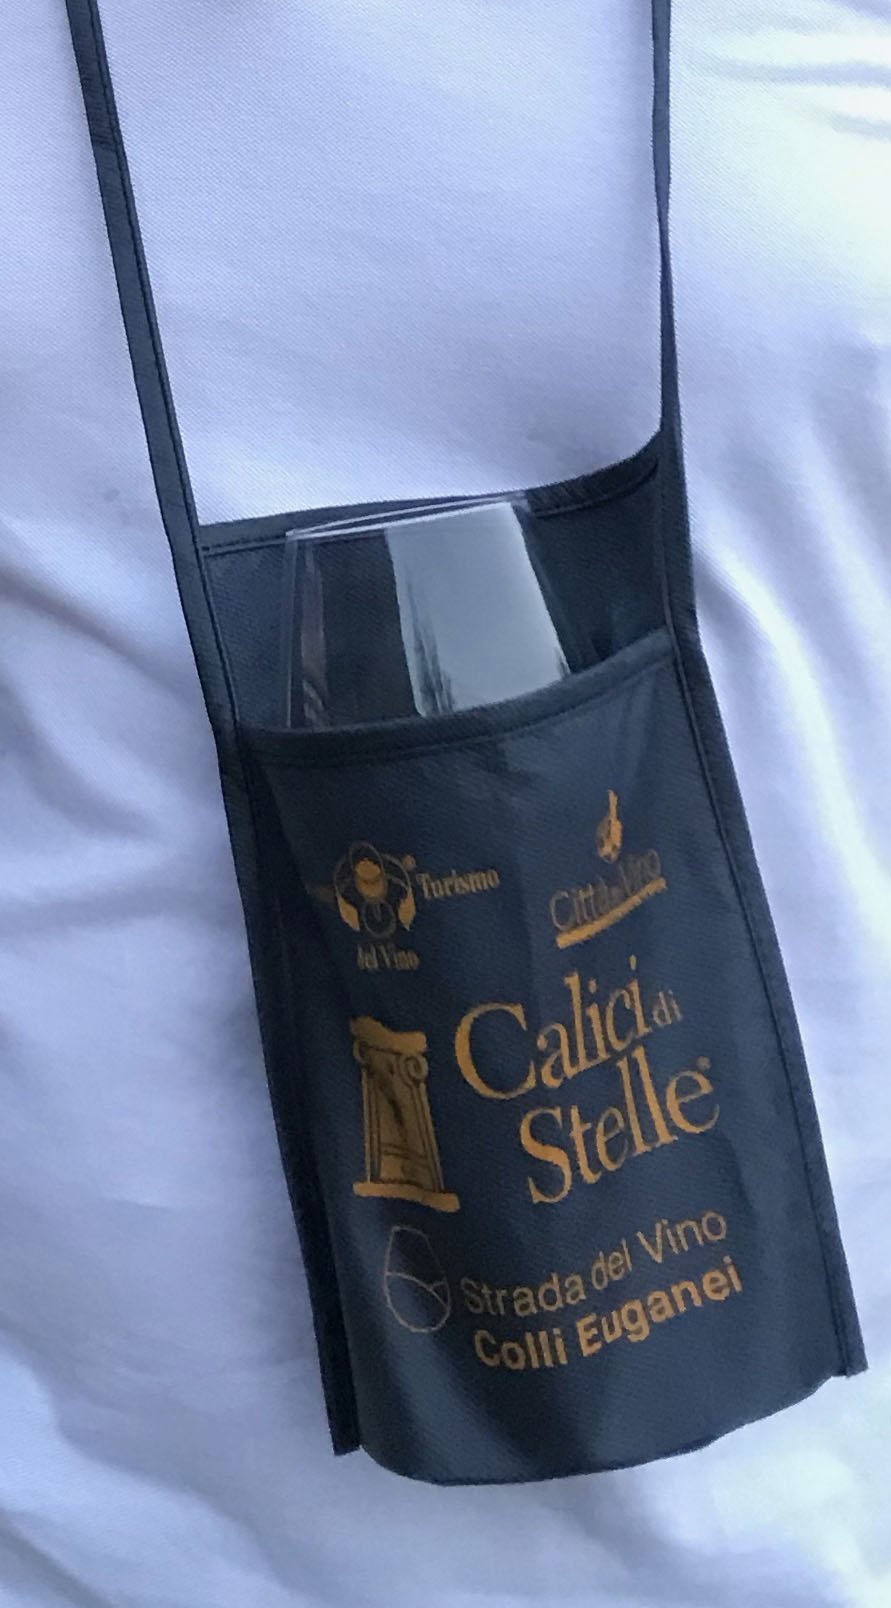 Turismo
del Vino
Città del Vino
Calici di
Stelle
Strada del Vino
Colli Euganei